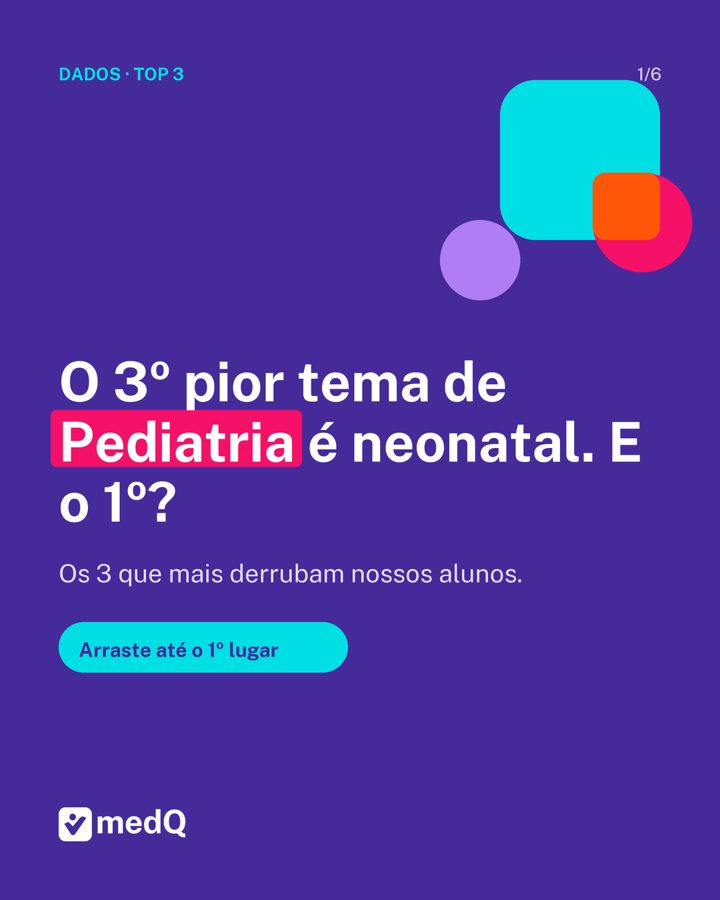 DADOS · TOP 3
1/6
O 3º pior tema de
Pediatria é neonatal. E
o 1º?
Os 3 que mais derrubam nossos alunos.
Arraste até o 1º lugar
medQ